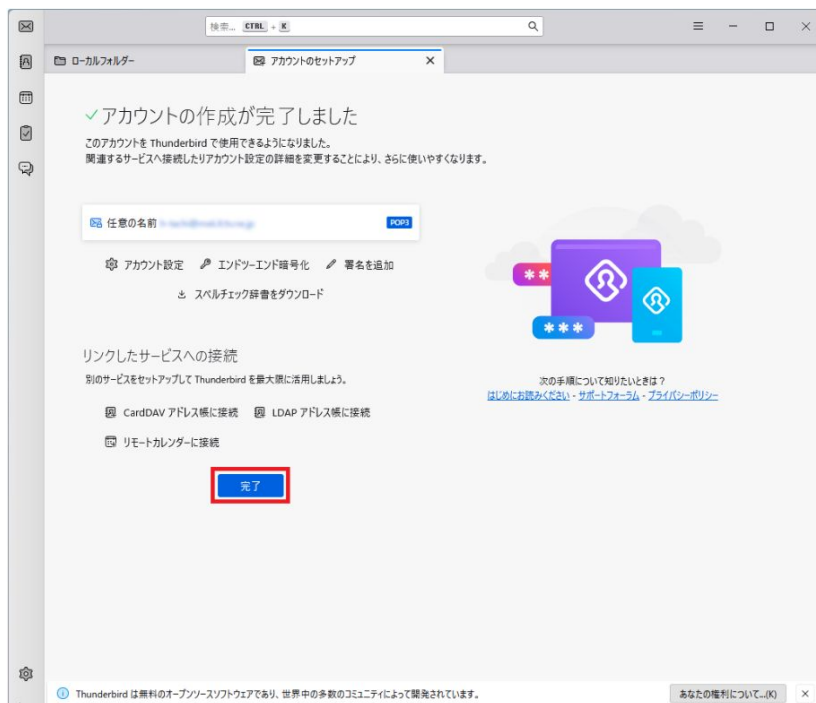 検索... CTRL + K
ローカルフォルダー
アカウントのセットアップ
アカウントの作成が完了しました
このアカウントを Thunderbird で使用できるようになりました。
関連するサービスへ接続したりアカウント設定の詳細を変更することにより、さらに使いやすくなります。
任意の名前
POP3
アカウント設定 エンドツーエンド暗号化 署名を追加
スペルチェック辞書をダウンロード
***
***
リンクしたサービスへの接続
別のサービスをセットアップして Thunderbird を最大限に活用しましょう。
CardDAV アドレス帳に接続 LDAP アドレス帳に接続
リモートカレンダーに接続
次の手順について知りたいときは？
はじめにお読みください - サポートフォーラム - プライバシーポリシー
完了
Thunderbird は無料のオープンソースソフトウェアであり、世界中の多数のコミュニティによって開発されています。
あなたの権利について...(K)